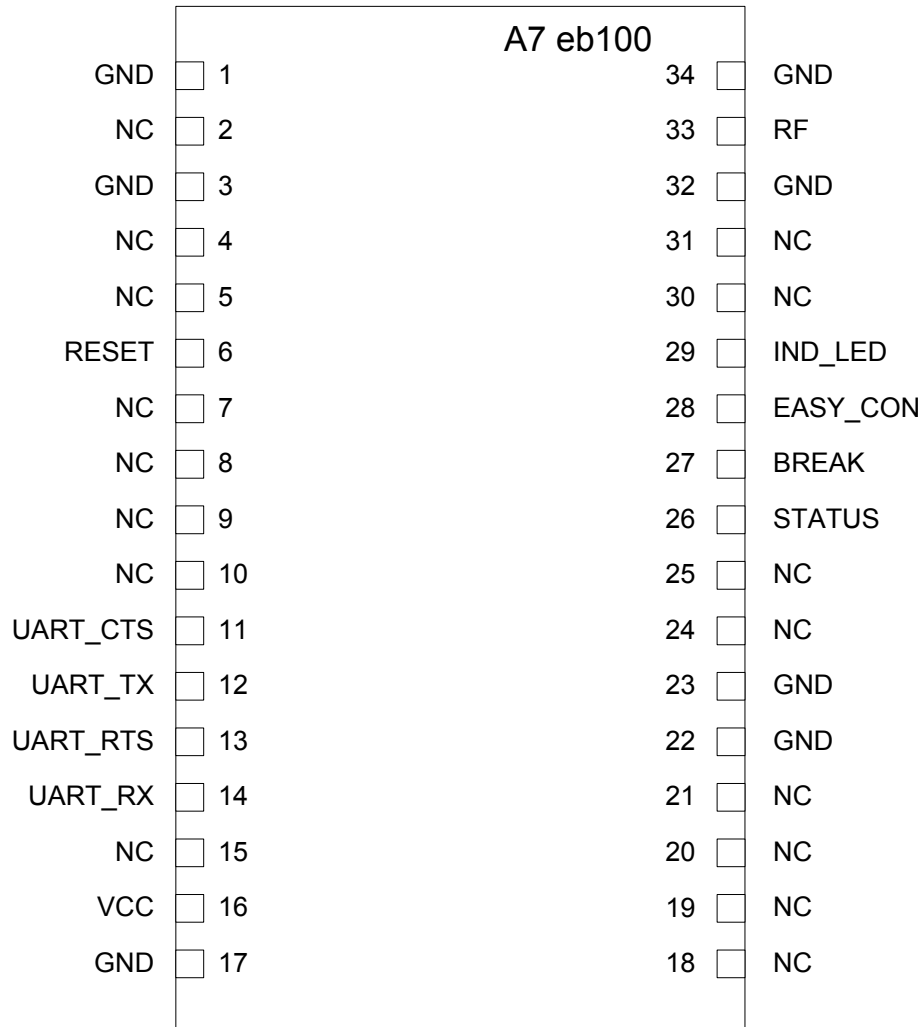 A7 eb100
GND 1 34 GND
NC 2 33 RF
GND 3 32 GND
NC 4 31 NC
NC 5 30 NC
RESET 6 29 IND_LED
NC 7 28 EASY_CON
NC 8 27 BREAK
NC 9 26 STATUS
NC 10 25 NC
UART_CTS 11 24 NC
UART_TX 12 23 GND
UART_RTS 13 22 GND
UART_RX 14 21 NC
NC 15 20 NC
VCC 16 19 NC
GND 17 18 NC